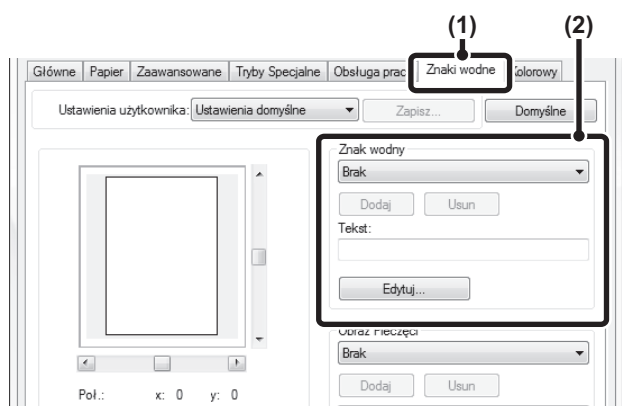 (1) (2)
Główne Papier Zaawansowane Tryby Specjalne Obsługa prac Znaki wodne Kolorowy
Ustawienia użytkownika: Ustawienia domyślne Zapisz... Domyślne
Znak wodny
Brak
Dodaj Usun
Tekst:
Edytuj...
Obraz Pieczęci
Brak
Dodaj Usun
Poł.: x: 0 y: 0